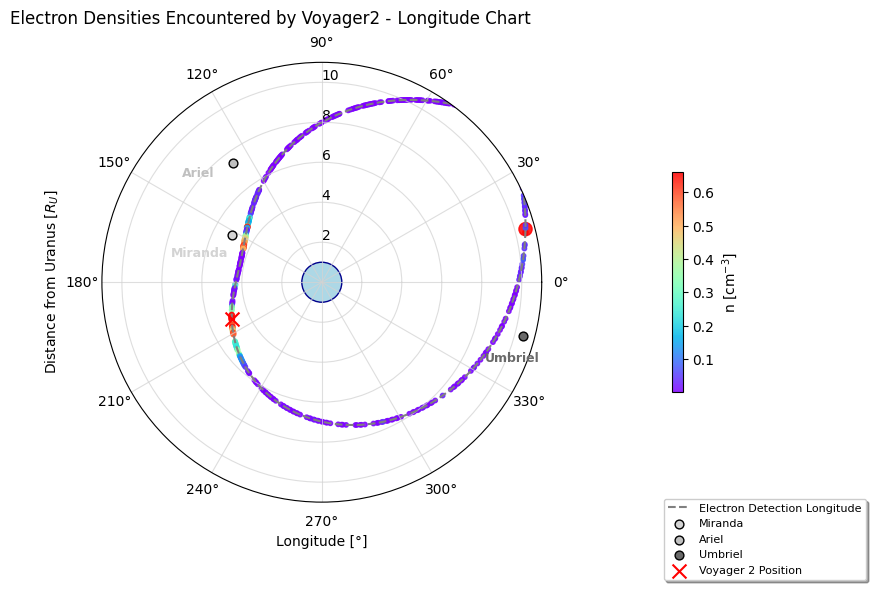 Electron Densities Encountered by Voyager2 - Longitude Chart
90°
120°
60°
10
8
150°
30°
6
Ariel
4
Miranda
2
180°
0°
Distance from Uranus [R_U]
0.6
0.5
0.4
0.3
0.2
0.1
n [cm⁻³]
Umbriel
210°
330°
240°
300°
270°
Longitude [°]
Electron Detection Longitude
Miranda
Ariel
Umbriel
Voyager 2 Position